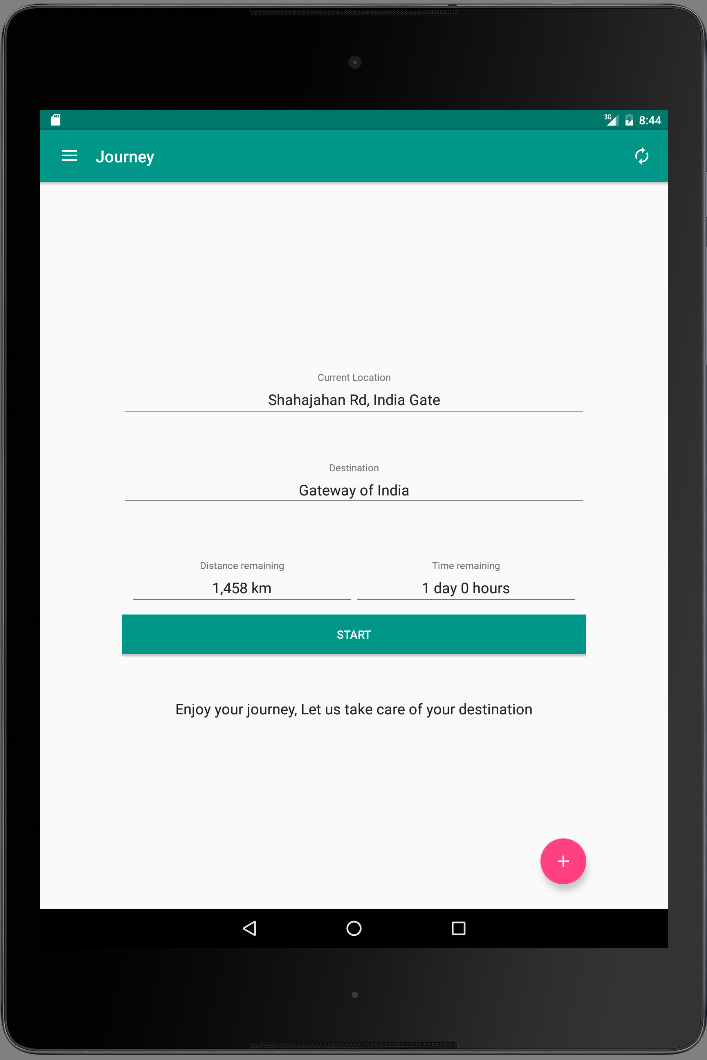 3G 8:44
Journey
Current Location
Shahajahan Rd, India Gate
Destination
Gateway of India
Distance remaining Time remaining
1,458 km 1 day 0 hours
START
Enjoy your journey, Let us take care of your destination